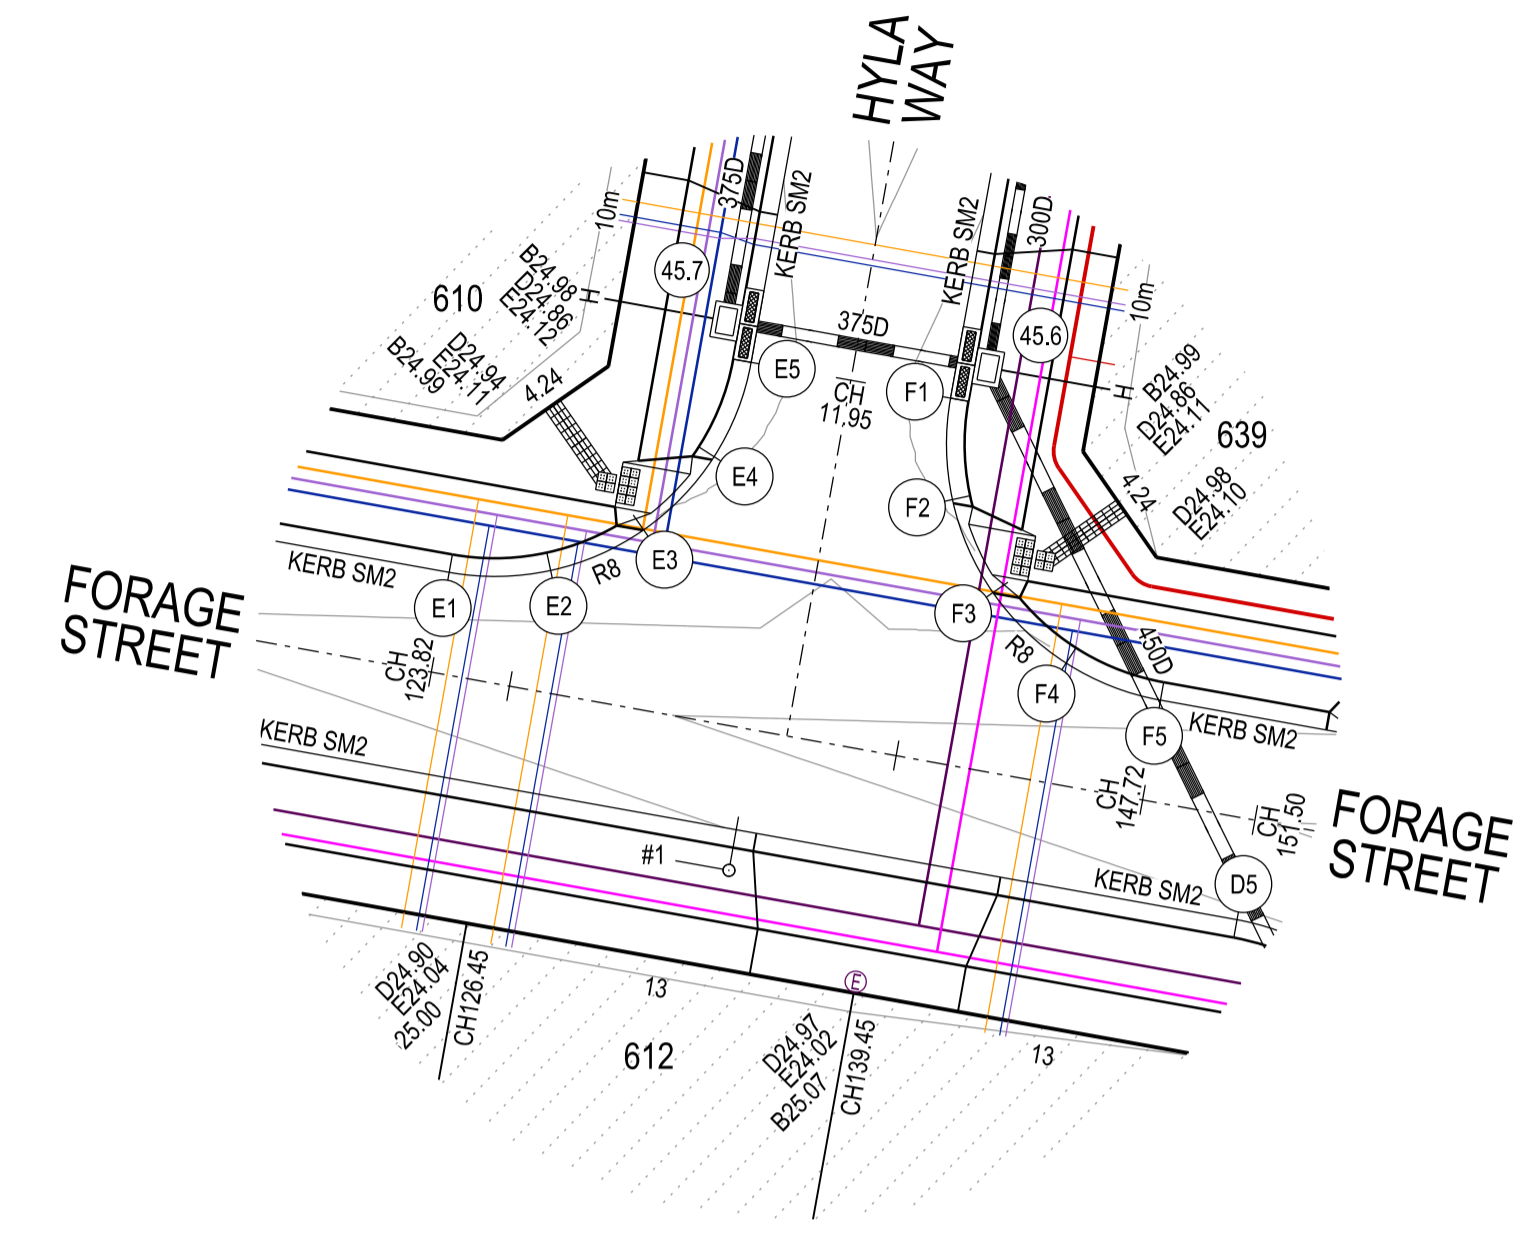 HYLA
WAY
375D
KERB SM2
KERB SM2
300D
10m
10m
45.7
45.6
610
B24.98
D24.86
E24.12
H
D24.94
E24.11
B24.99
4.24
375D
E5
F1
CH
11.95
H
B24.99
D24.86
E24.11
639
4.24
D24.98
E24.10
E4
F2
E3
R8
KERB SM2
E1
E2
F3
R8
450D
F4
F5
KERB SM2
FORAGE
STREET
CH
123.82
KERB SM2
CH
147.72
CH
151.50
FORAGE
STREET
#1
KERB SM2
D5
D24.90
E24.04
25.00
CH126.45
13
E
612
D24.97
E24.02
B25.07
CH139.45
13